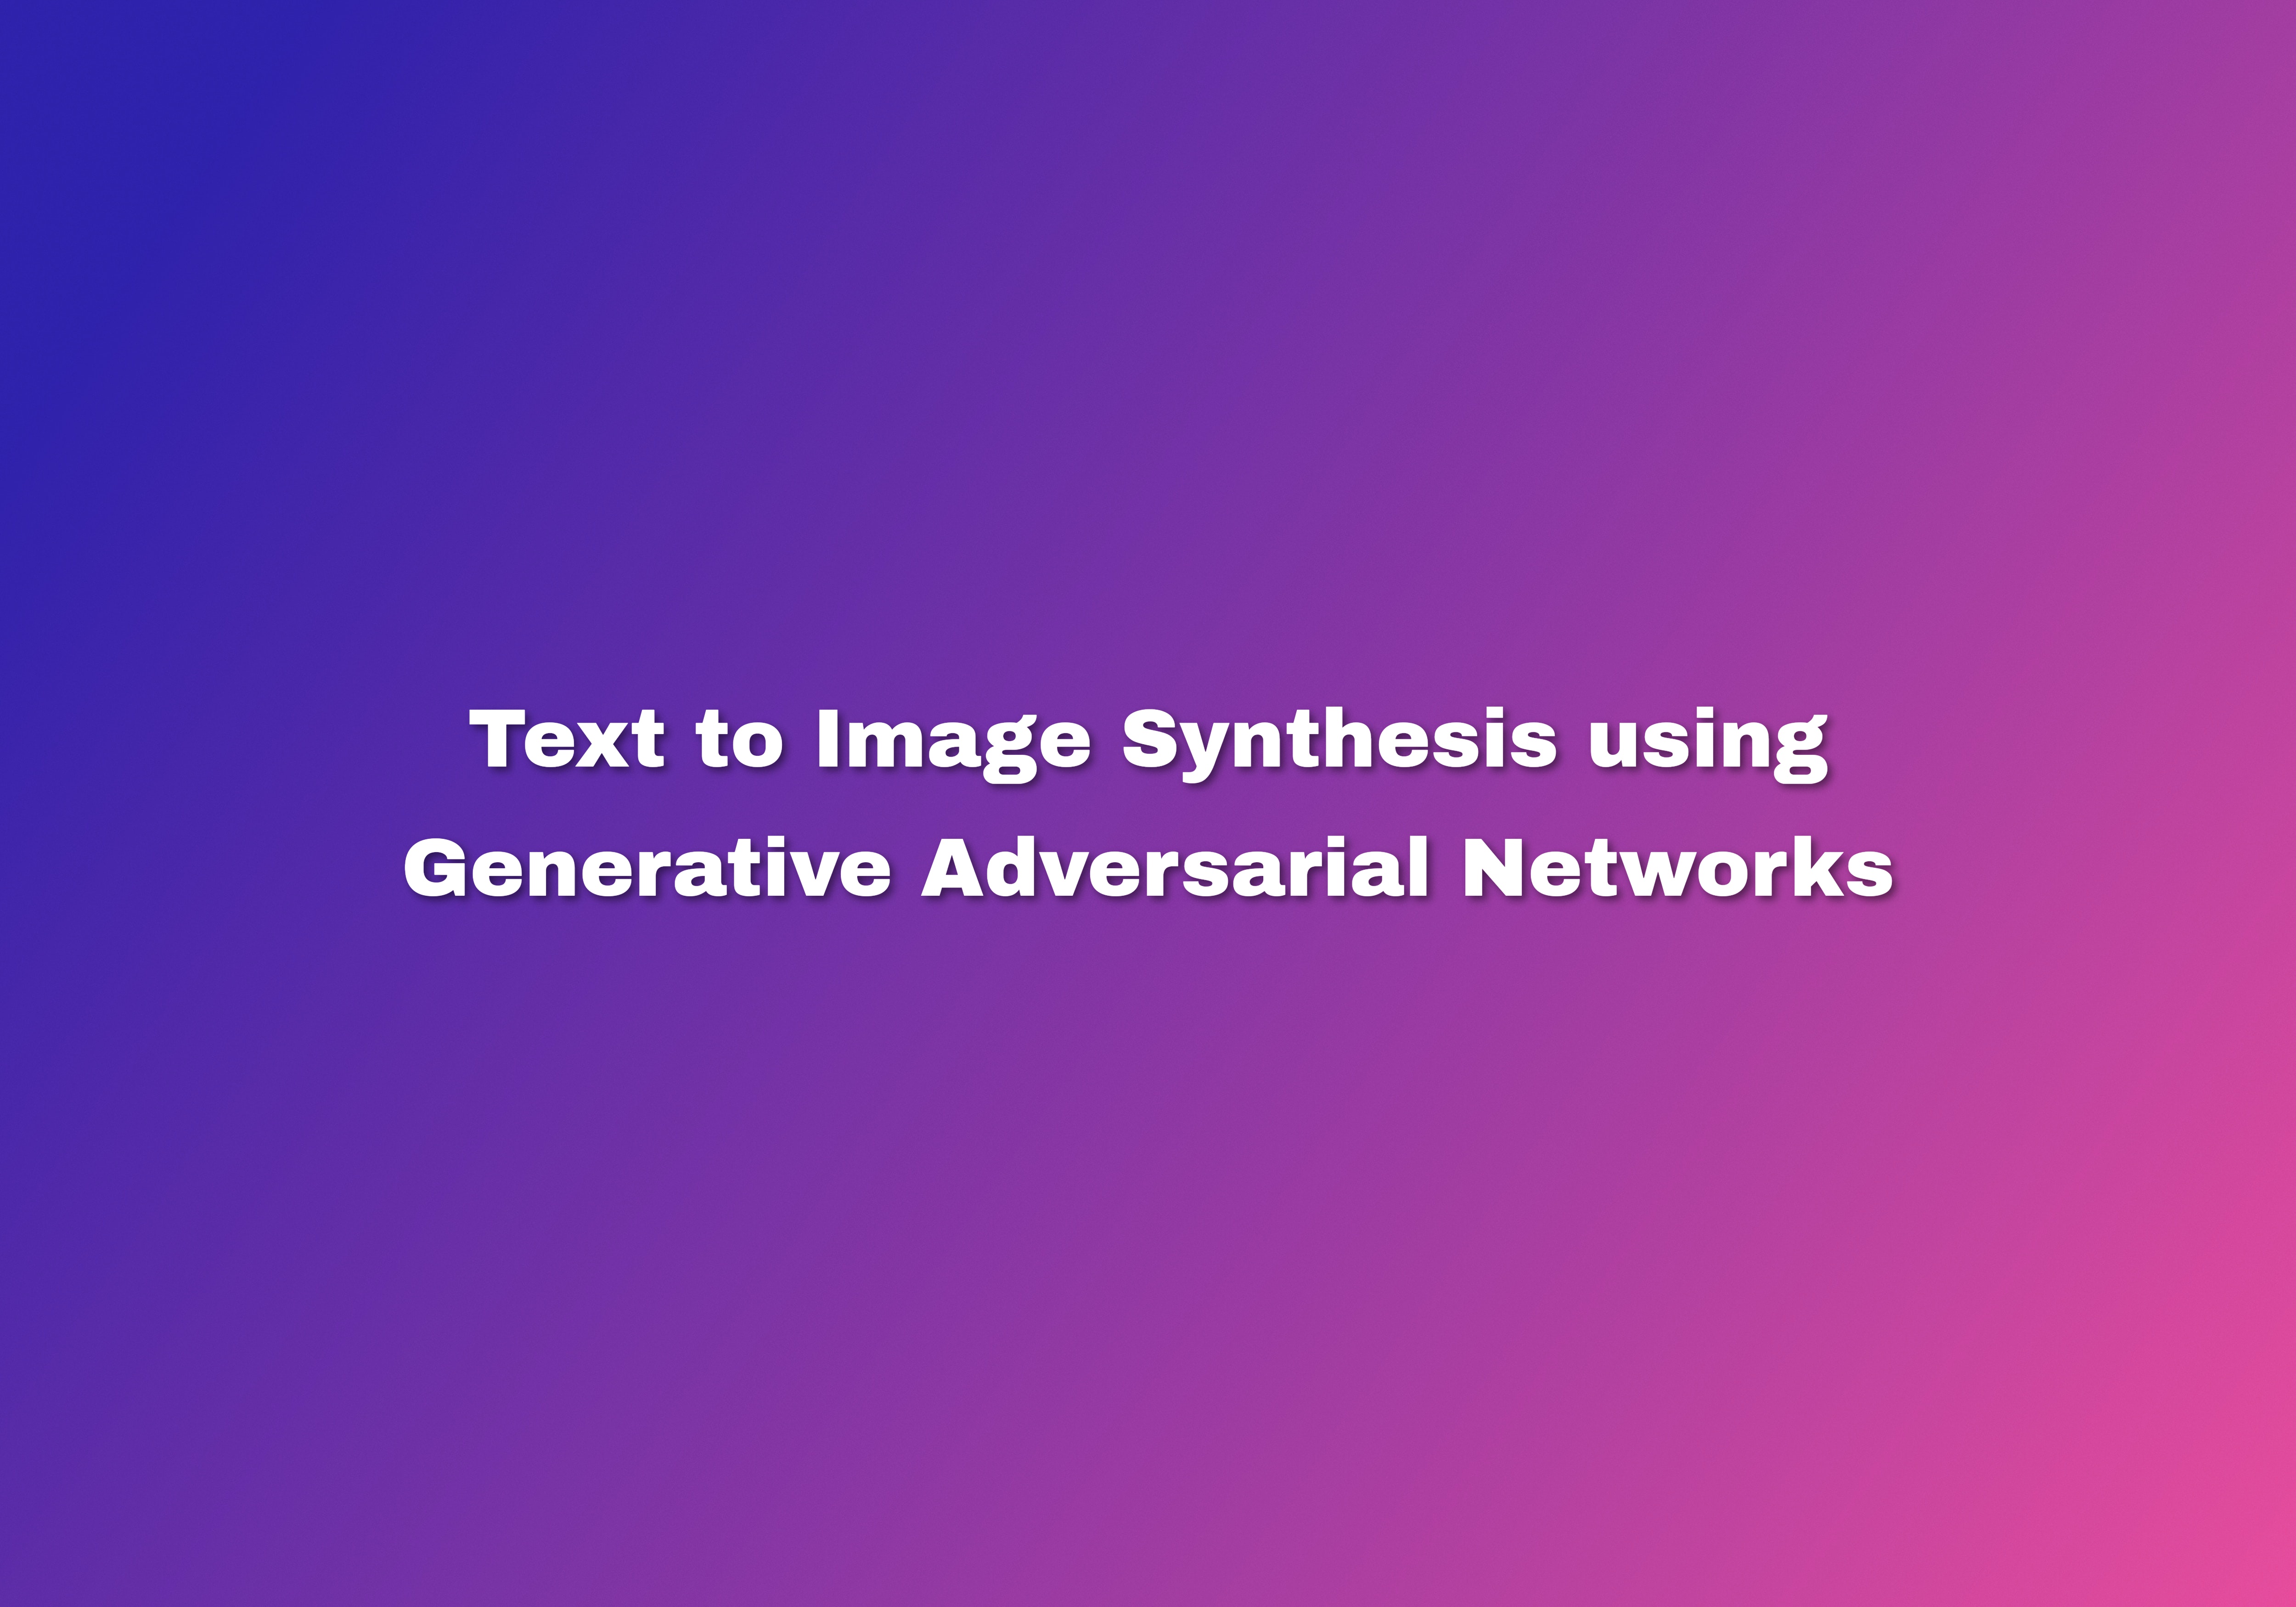 Text to Image Synthesis using
Generative Adversarial Networks